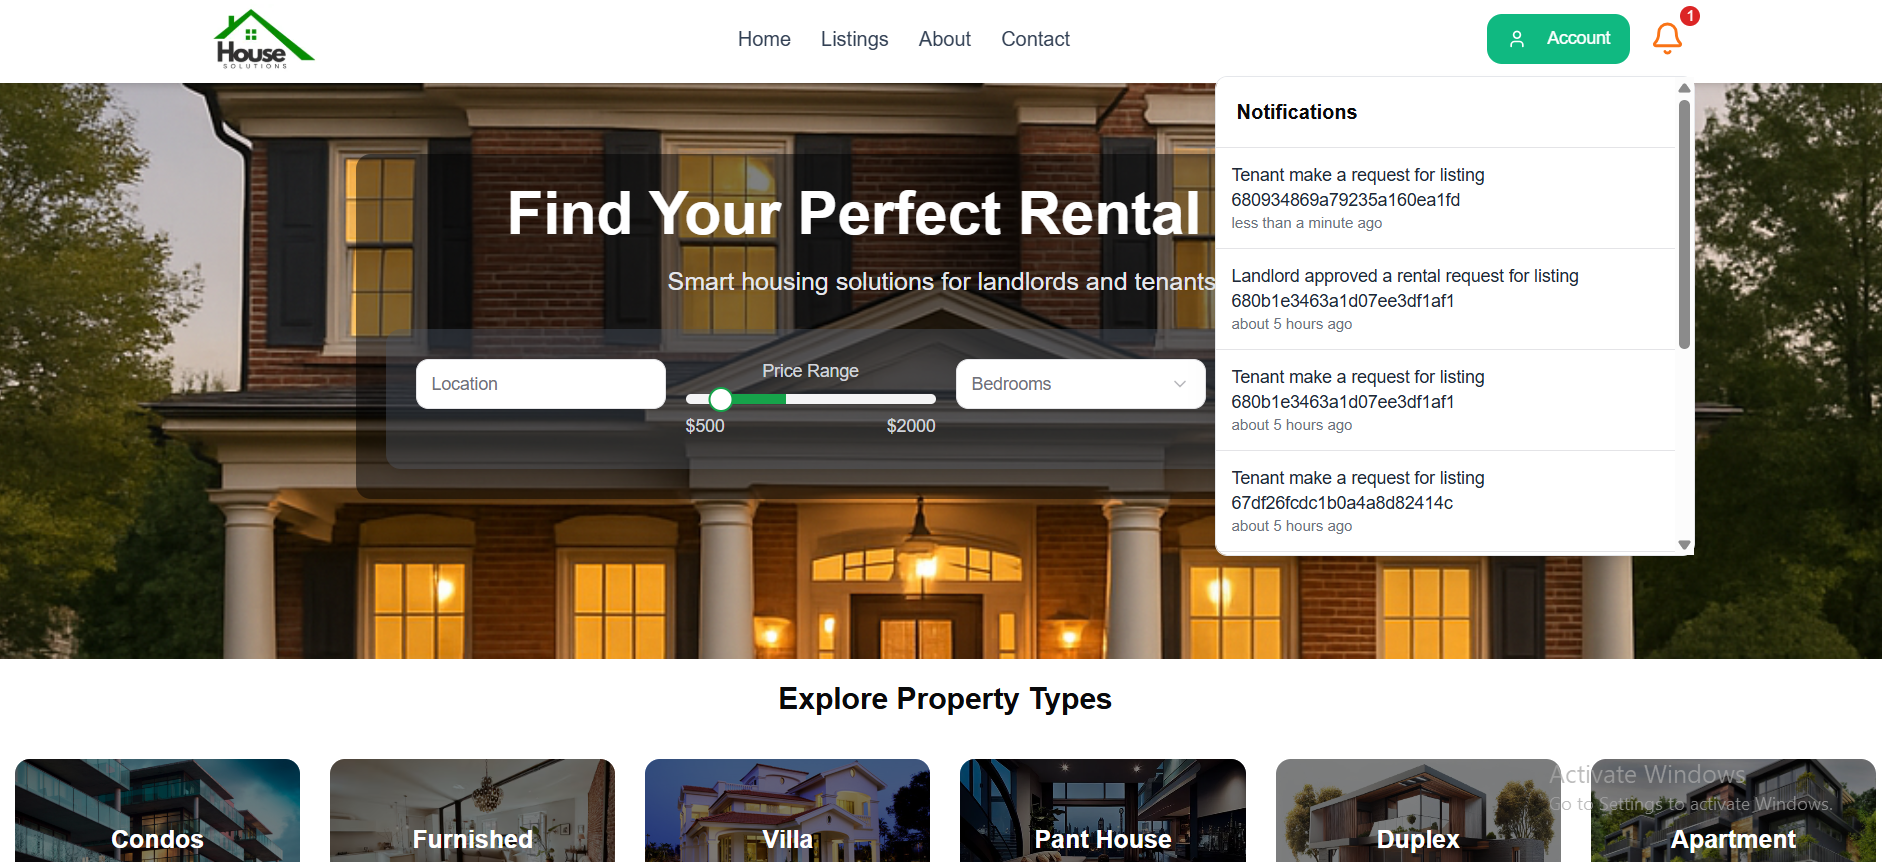 House
SOLUTIONS
Home
Listings
About
Contact
Account
1
Notifications
Tenant make a request for listing
680934869a79235a160ea1fd
less than a minute ago
Landlord approved a rental request for listing
680b1e3463a1d07ee3df1af1
about 5 hours ago
Tenant make a request for listing
680b1e3463a1d07ee3df1af1
about 5 hours ago
Tenant make a request for listing
67df26fcdc1b0a4a8d82414c
about 5 hours ago
Find Your Perfect Rental
Smart housing solutions for landlords and tenants
Location
Price Range
$500
$2000
Bedrooms
Explore Property Types
Condos
Furnished
Villa
Pant House
Duplex
Apartment
Activate Windows
Go to Settings to activate Windows.